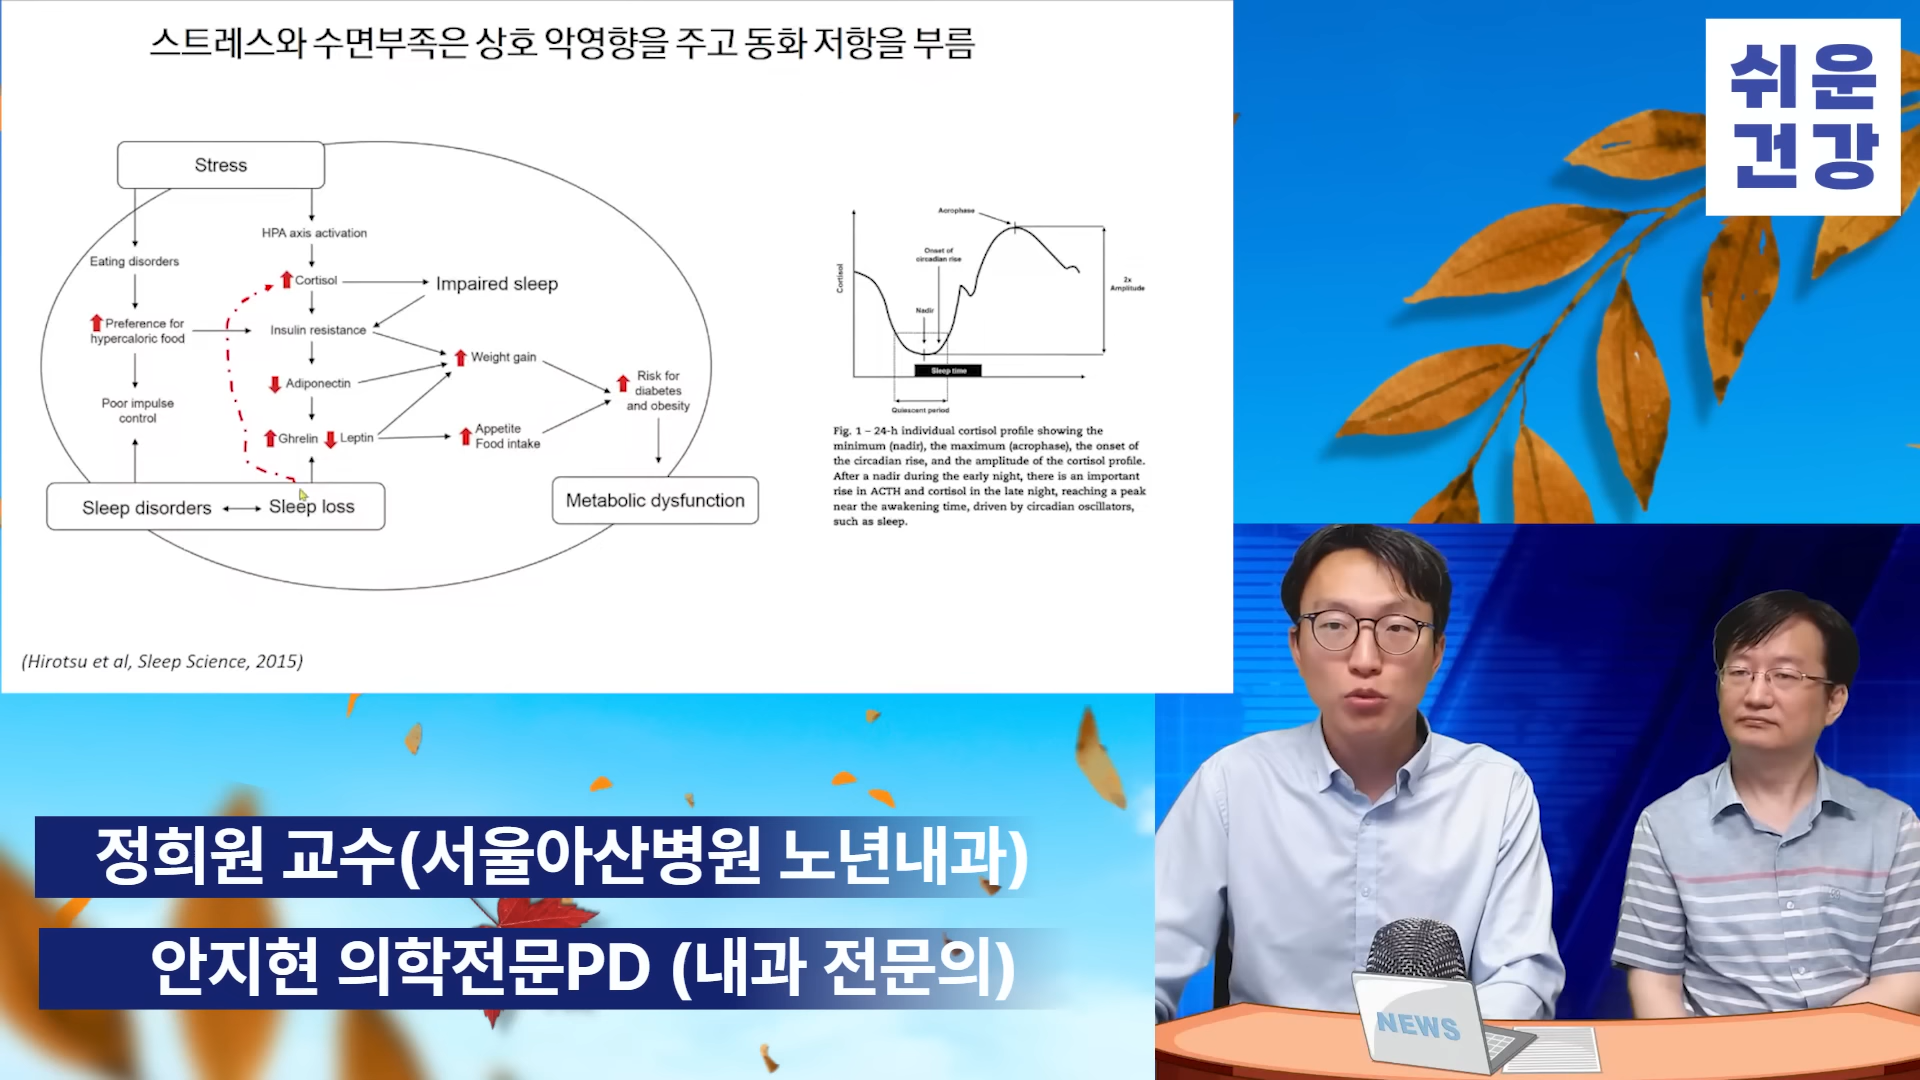 스트레스와 수면부족은 상호 악영향을 주고 동화 저항을 부름
쉬운
건강
Stress
HPA axis activation
Eating disorders
Cortisol
Impaired sleep
Preference for
hypercaloric food
Insulin resistance
Weight gain
Adiponectin
Risk for
diabetes
and obesity
Poor impulse
control
Ghrelin
Leptin
Appetite
Food intake
Sleep disorders
Sleep loss
Metabolic dysfunction
Acrophase
Onset of
circadian rise
Cortisol
2x
Amplitude
Nadir
Sleep time
Quiescent period
Fig. 1 – 24-h individual cortisol profile showing the
minimum (nadir), the maximum (acrophase), the onset of
the circadian rise, and the amplitude of the cortisol profile.
After a nadir during the early night, there is an important
rise in ACTH and cortisol in the late night, reaching a peak
near the awakening time, driven by circadian oscillators,
such as sleep.
(Hirotsu et al, Sleep Science, 2015)
정희원 교수(서울아산병원 노년내과)
안지현 의학전문PD (내과 전문의)
NEWS